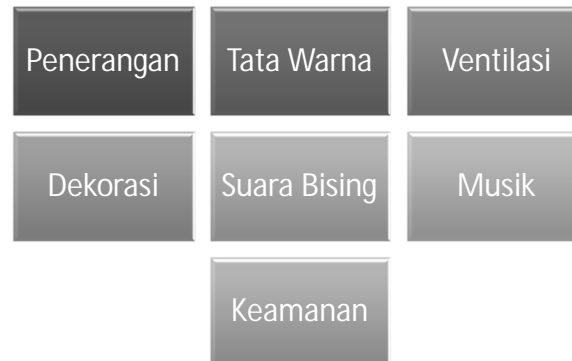 Penerangan
Tata Warna
Ventilasi
Dekorasi
Suara Bising
Musik
Keamanan